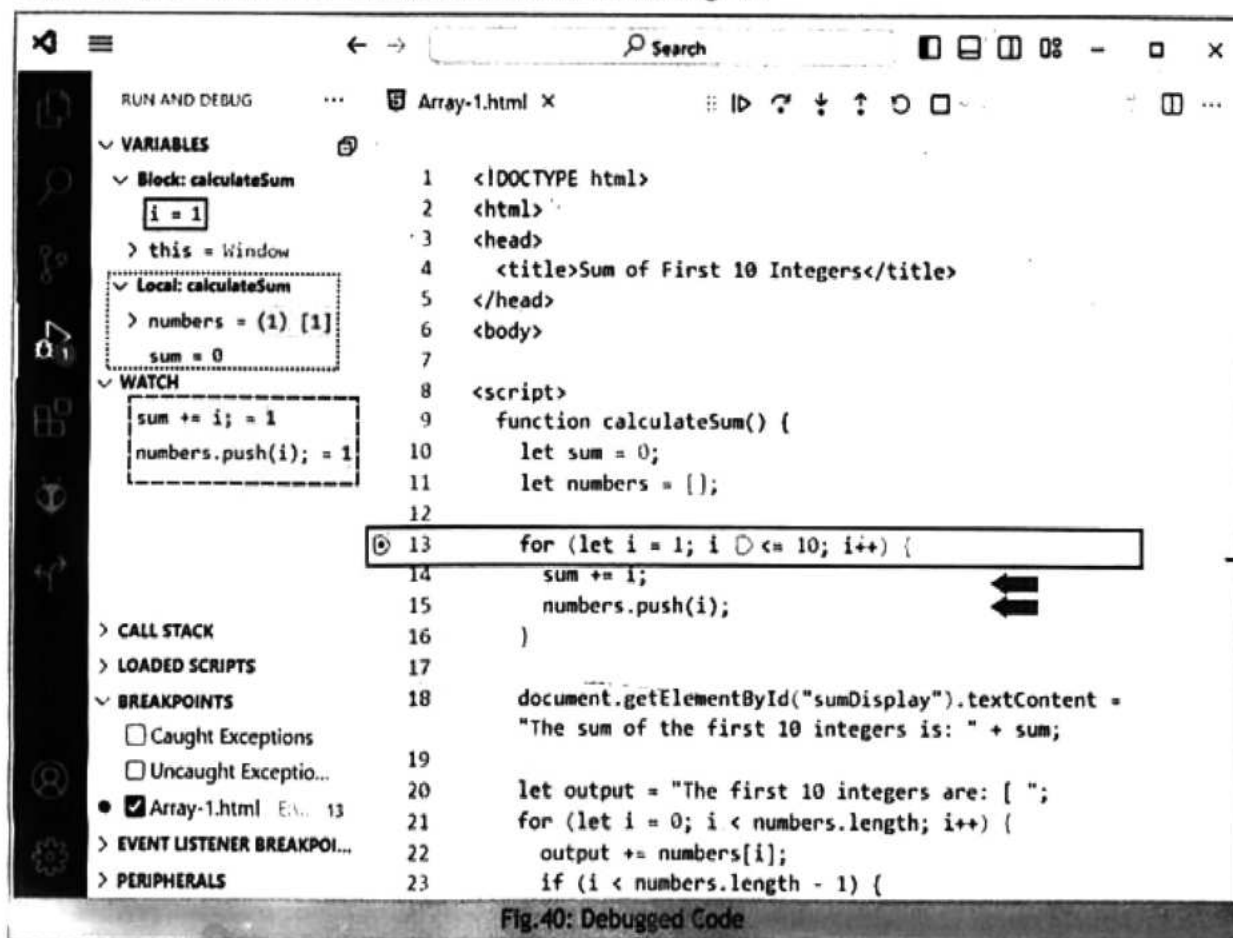 Search
RUN AND DEBUG ...
Array-1.html ×
VARIABLES
Block: calculateSum
i = 1
> this = Window
Local: calculateSum
> numbers = (1) [1]
sum = 0
WATCH
sum += i; = 1
numbers.push(i); = 1
> CALL STACK
> LOADED SCRIPTS
BREAKPOINTS
Caught Exceptions
Uncaught Exceptio...
Array-1.html E:\.. 13
> EVENT LISTENER BREAKPOI...
> PERIPHERALS
1 <!DOCTYPE html>
2 <html>
3 <head>
4 <title>Sum of First 10 Integers</title>
5 </head>
6 <body>
7
8 <script>
9 function calculateSum() {
10 let sum = 0;
11 let numbers = [];
12
13 for (let i = 1; i <= 10; i++) {
14 sum += i;
15 numbers.push(i);
16 }
17
18 document.getElementById("sumDisplay").textContent =
"The sum of the first 10 integers is: " + sum;
19
20 let output = "The first 10 integers are: [ ";
21 for (let i = 0; i < numbers.length; i++) {
22 output += numbers[i];
23 if (i < numbers.length - 1) {
Fig.40: Debugged Code